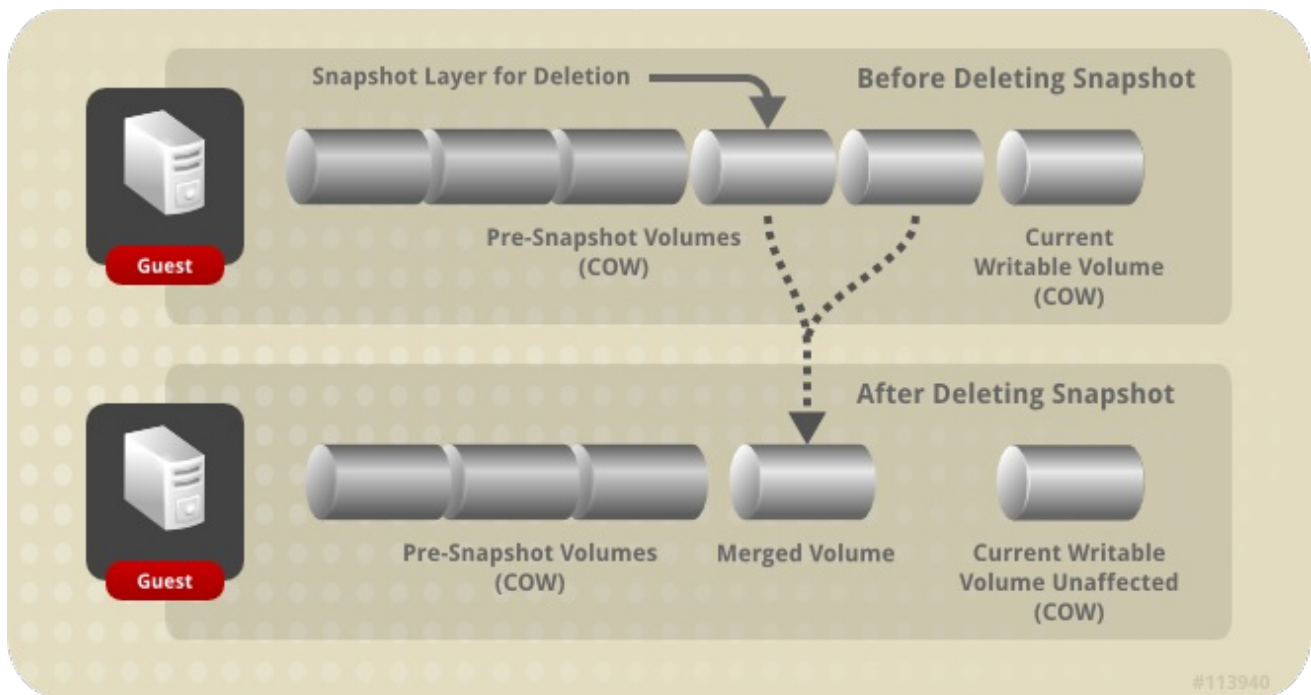 Snapshot Layer for Deletion
Before Deleting Snapshot
Guest
Pre-Snapshot Volumes
(COW)
Current
Writable Volume
(COW)
After Deleting Snapshot
Guest
Pre-Snapshot Volumes
(COW)
Merged Volume
Current Writable
Volume Unaffected
(COW)
#113940